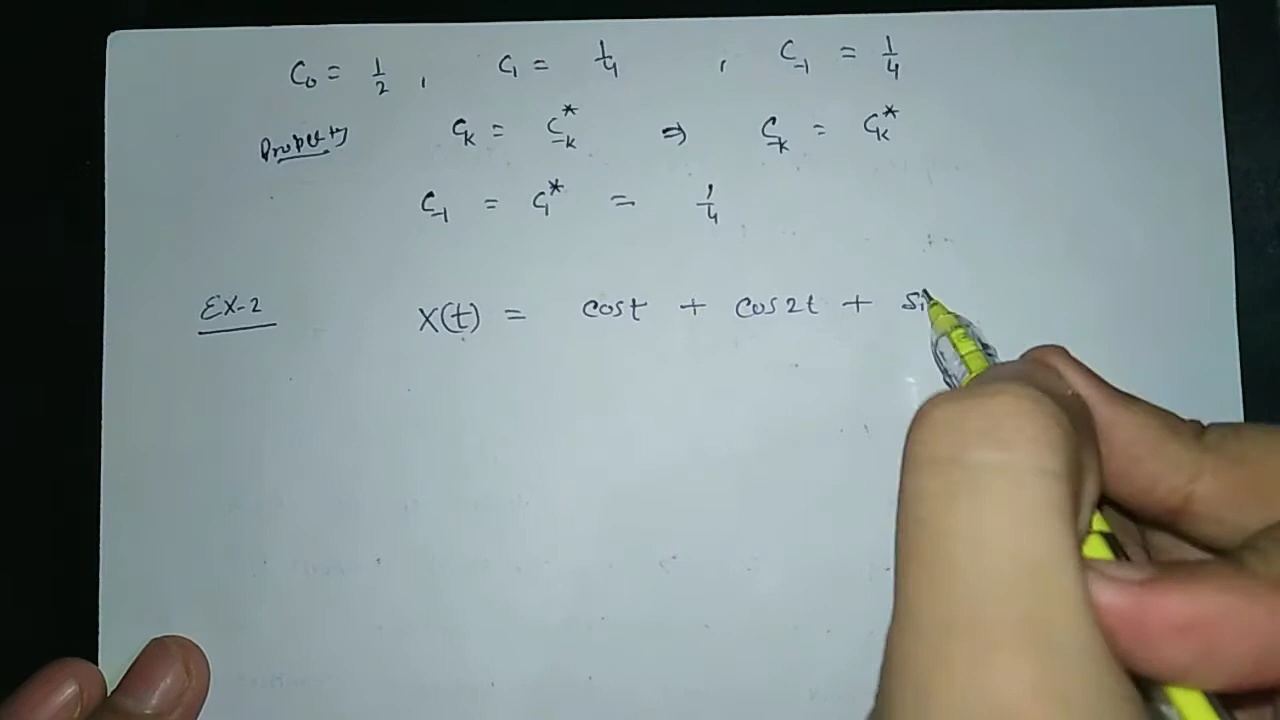 C₀ = 1/2 , C₁ = 1/4 , C₋₁ = 1/4
Property Cₖ = C₋ₖ* ⇒ C₋ₖ = Cₖ*
C₋₁ = C₁* = 1/4
EX-2 X(t) = cost + cos2t + si